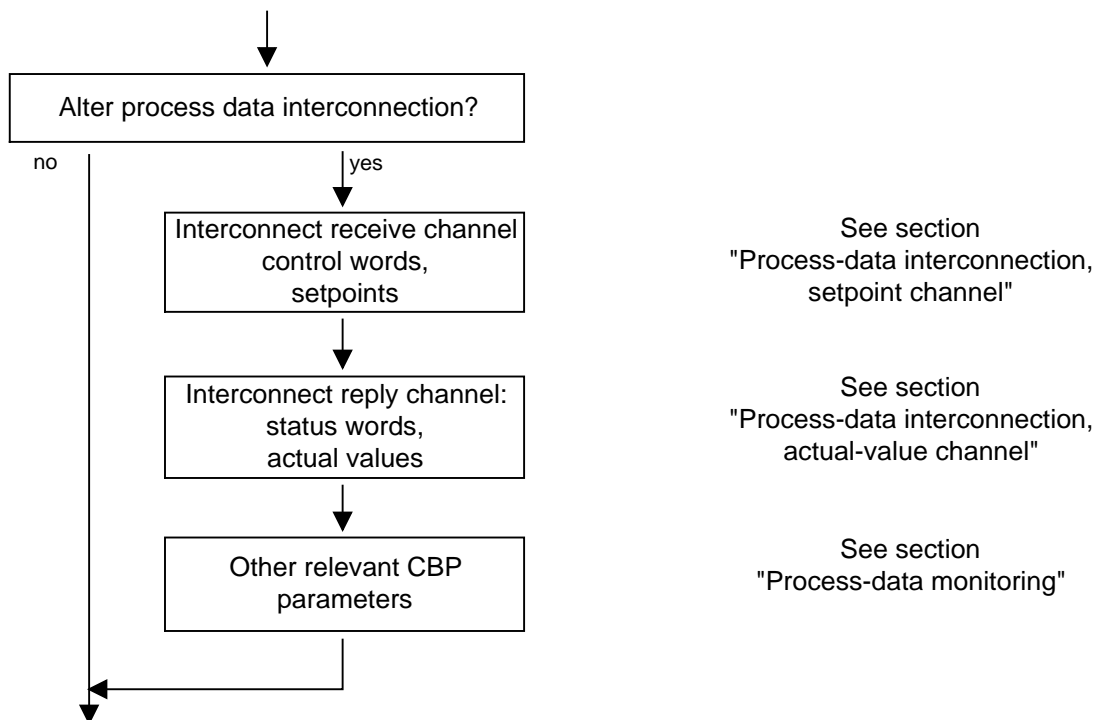 Alter process data interconnection?
no
yes
Interconnect receive channel
control words,
setpoints
See section
"Process-data interconnection,
setpoint channel"
Interconnect reply channel:
status words,
actual values
See section
"Process-data interconnection,
actual-value channel"
Other relevant CBP
parameters
See section
"Process-data monitoring"